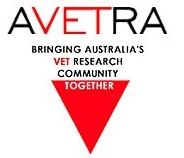 AVETRA
BRINGING AUSTRALIA'S
VET RESEARCH
COMMUNITY
TOGETHER